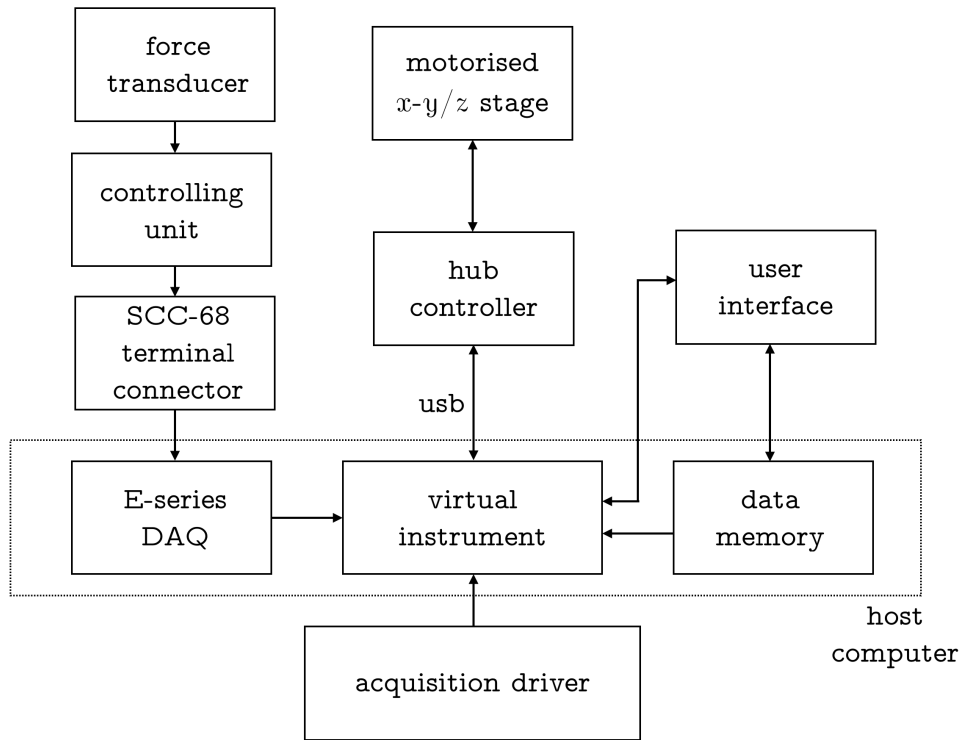 force
transducer
motorised
x-y/z stage
controlling
unit
hub
controller
user
interface
SCC-68
terminal
connector
usb
E-series
DAQ
virtual
instrument
data
memory
host
computer
acquisition driver